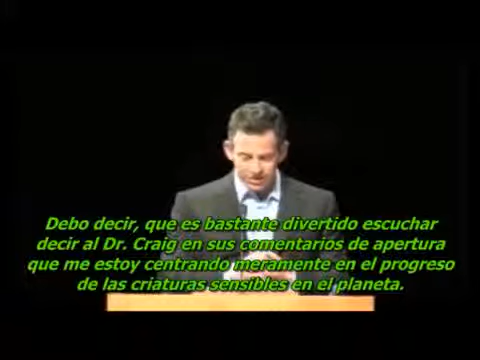 Debo decir, que es bastante divertido escuchar
decir al Dr. Craig en sus comentarios de apertura
que me estoy centrando meramente en el progreso
de las criaturas sensibles en el planeta.